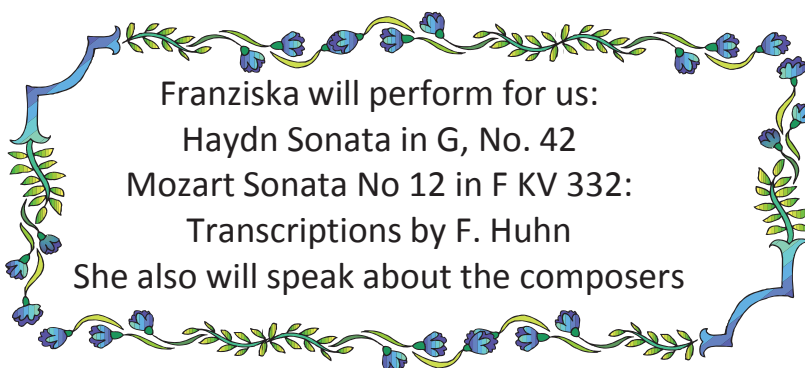 Franziska will perform for us:
Haydn Sonata in G, No. 42
Mozart Sonata No 12 in F KV 332:
Transcriptions by F. Huhn
She also will speak about the composers